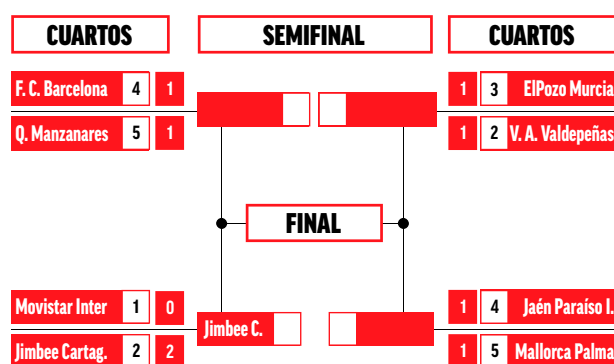 CUARTOS SEMIFINAL CUARTOS
F. C. Barcelona 4 1
1 3 ElPozo Murcia
Q. Manzanares 5 1
1 2 V. A. Valdepeñas
FINAL
Movistar Inter 1 0
1 4 Jaén Paraíso I.
Jimbee C.
Jimbee Cartag. 2 2
1 5 Mallorca Palma